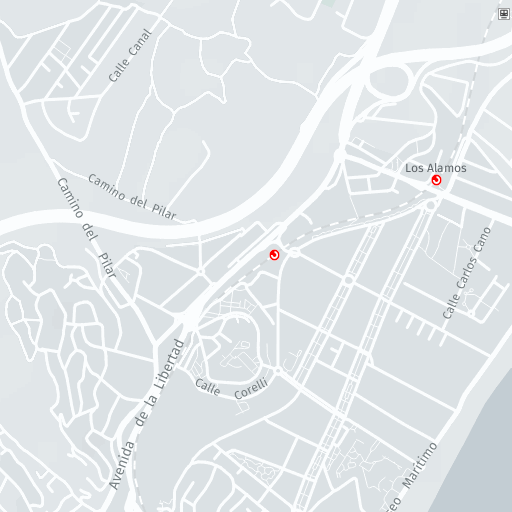 Calle Canal
Los Alamos
Camino del Pilar
Camino del Pilar
Calle Carlos Cano
Avenida de la Libertad
Calle Corelli
Marítimo